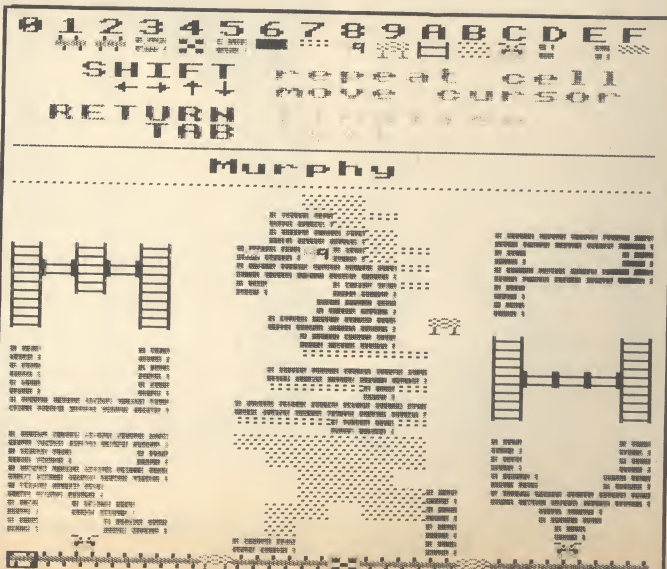 0 1 2 3 4 5 6 7 8 9 A B C D E F
SHIFT repeat cell
←→↑↓ move cursor
RETURN
TAB
Murphy